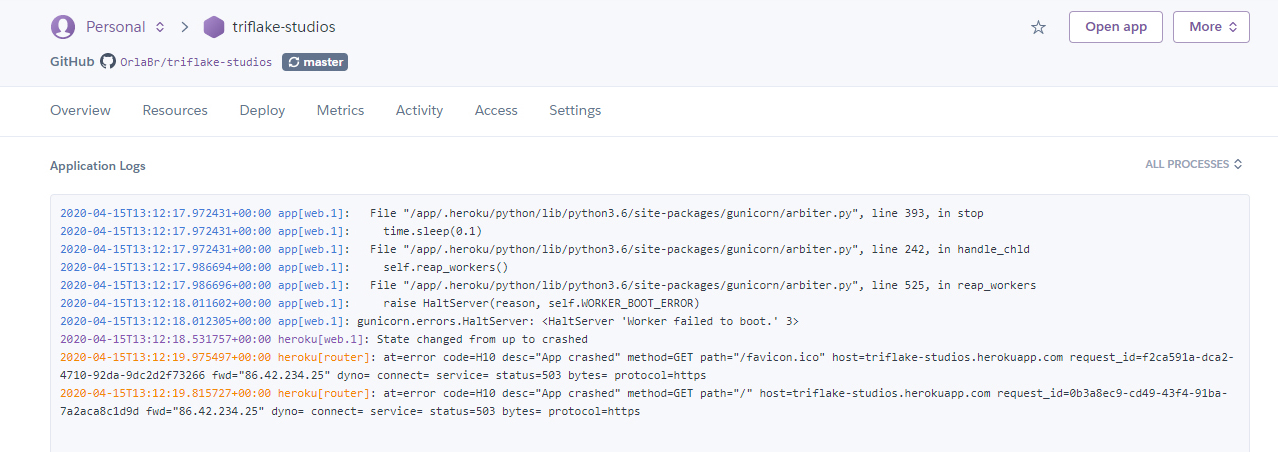 Personal > triflake-studios Open app More
GitHub OrlaBr/triflake-studios master
Overview Resources Deploy Metrics Activity Access Settings
Application Logs ALL PROCESSES
2020-04-15T13:12:17.972431+00:00 app[web.1]:   File "/app/.heroku/python/lib/python3.6/site-packages/gunicorn/arbiter.py", line 393, in stop
2020-04-15T13:12:17.972431+00:00 app[web.1]:     time.sleep(0.1)
2020-04-15T13:12:17.972431+00:00 app[web.1]:   File "/app/.heroku/python/lib/python3.6/site-packages/gunicorn/arbiter.py", line 242, in handle_chld
2020-04-15T13:12:17.986694+00:00 app[web.1]:     self.reap_workers()
2020-04-15T13:12:17.986696+00:00 app[web.1]:   File "/app/.heroku/python/lib/python3.6/site-packages/gunicorn/arbiter.py", line 525, in reap_workers
2020-04-15T13:12:18.011602+00:00 app[web.1]:     raise HaltServer(reason, self.WORKER_BOOT_ERROR)
2020-04-15T13:12:18.012305+00:00 app[web.1]: gunicorn.errors.HaltServer: <HaltServer 'Worker failed to boot.' 3>
2020-04-15T13:12:18.531757+00:00 heroku[web.1]: State changed from up to crashed
2020-04-15T13:12:19.975497+00:00 heroku[router]: at=error code=H10 desc="App crashed" method=GET path="/favicon.ico" host=triflake-studios.herokuapp.com request_id=f2ca591a-dca2-
4710-92da-9dc2d2f73266 fwd="86.42.234.25" dyno= connect= service= status=503 bytes= protocol=https
2020-04-15T13:12:19.815727+00:00 heroku[router]: at=error code=H10 desc="App crashed" method=GET path="/" host=triflake-studios.herokuapp.com request_id=0b3a8ec9-cd49-43f4-91ba-
7a2aca8c1d9d fwd="86.42.234.25" dyno= connect= service= status=503 bytes= protocol=https